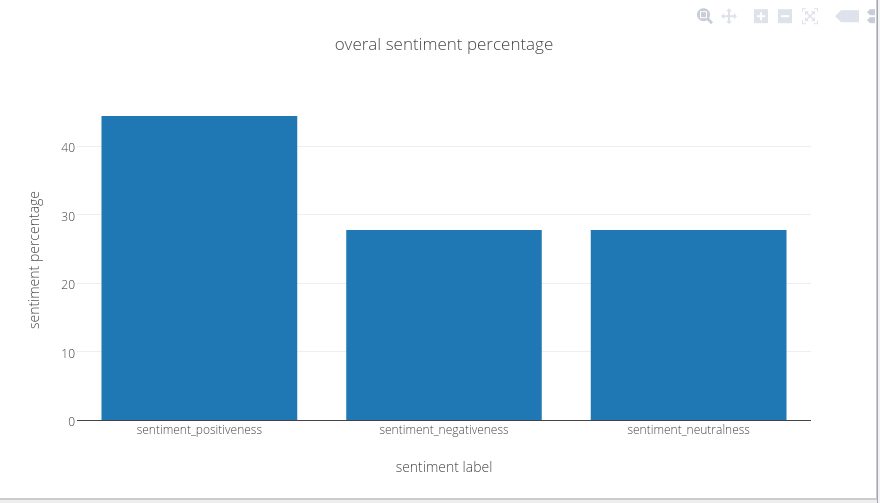 overal sentiment percentage
sentiment percentage
40
30
20
10
0
sentiment_positiveness
sentiment_negativeness
sentiment_neutralness
sentiment label